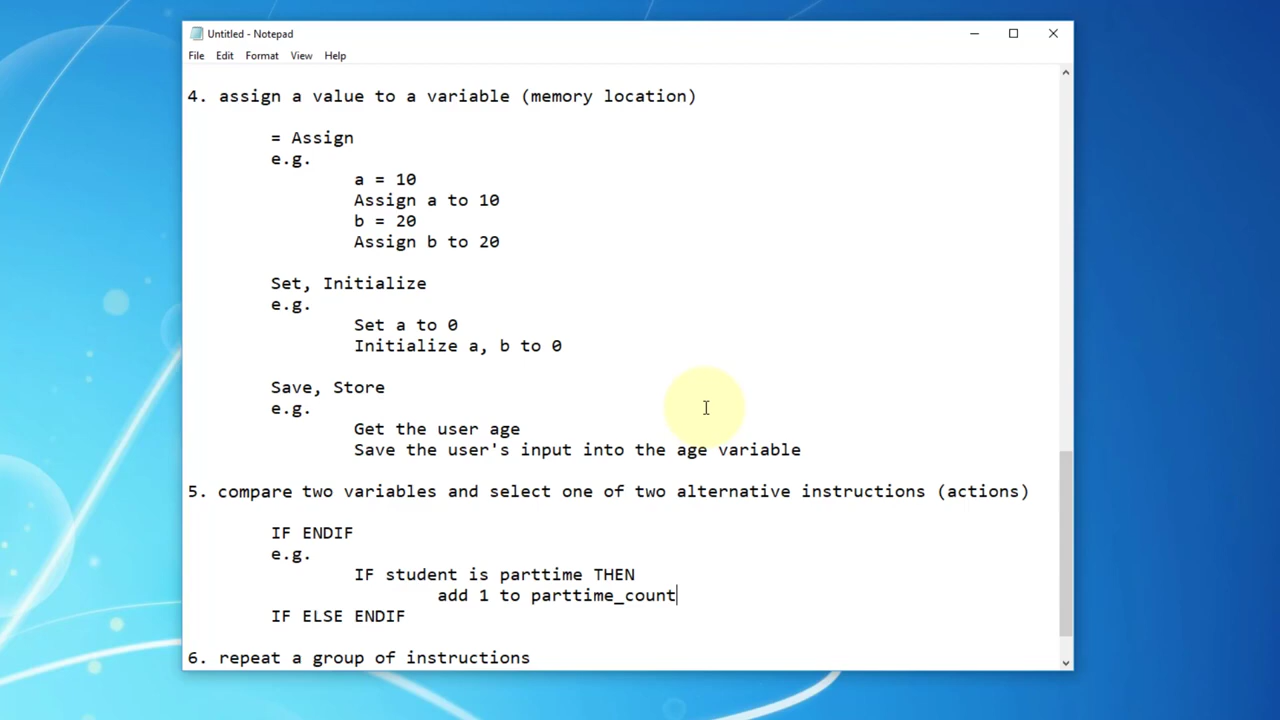 Untitled - Notepad
File Edit Format View Help
4. assign a value to a variable (memory location)
= Assign
e.g.
a = 10
Assign a to 10
b = 20
Assign b to 20
Set, Initialize
e.g.
Set a to 0
Initialize a, b to 0
Save, Store
e.g.
Get the user age
Save the user's input into the age variable
5. compare two variables and select one of two alternative instructions (actions)
IF ENDIF
e.g.
IF student is parttime THEN
add 1 to parttime_count
IF ELSE ENDIF
6. repeat a group of instructions